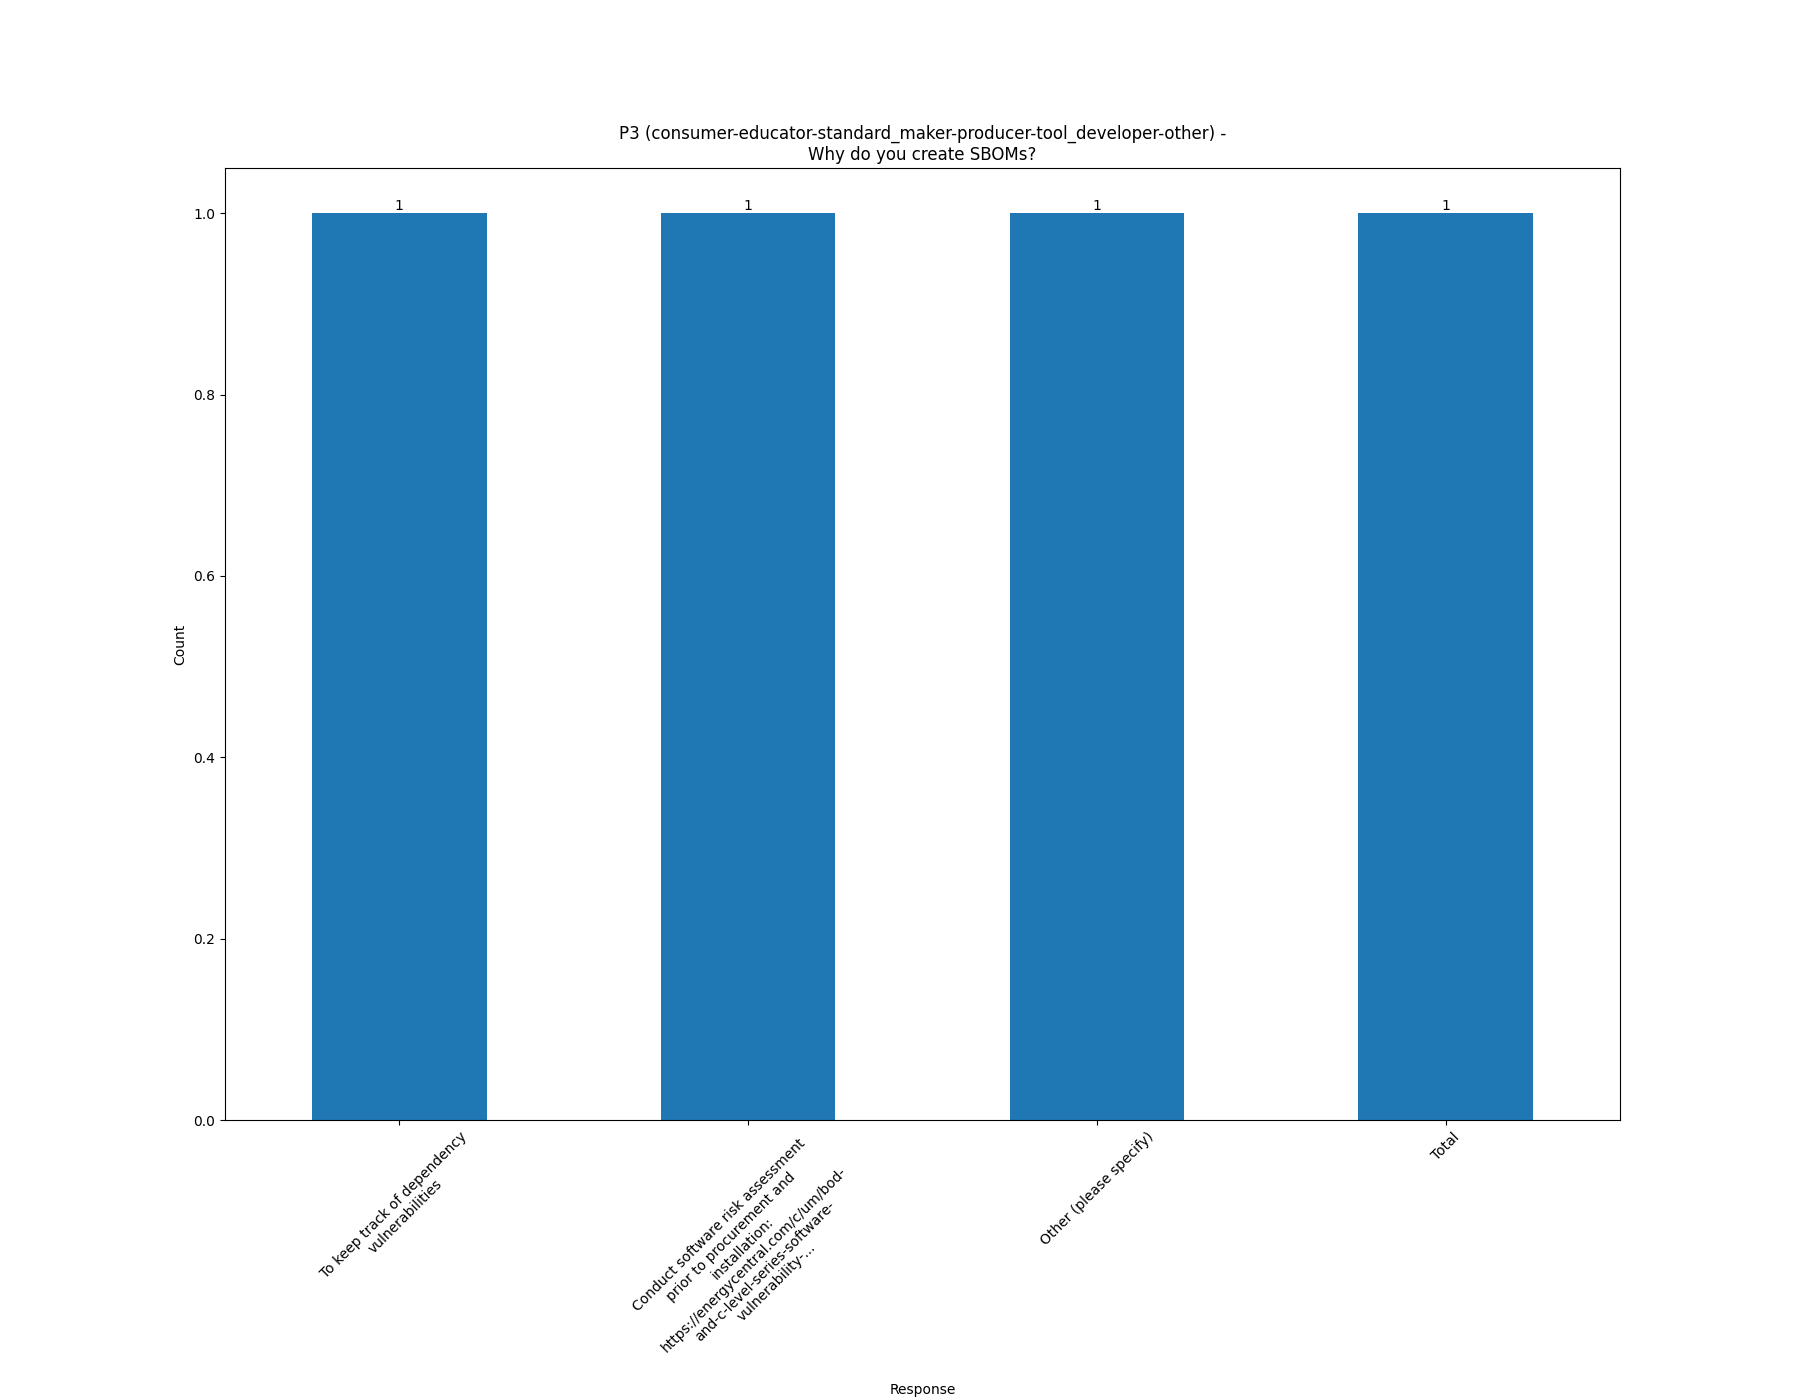 P3 (consumer-educator-standard_maker-producer-tool_developer-other) -
Why do you create SBOMs?
1
1
1
1
1.0
0.8
0.6
0.4
0.2
0.0
Count
To keep track of dependency
vulnerabilities
Conduct software risk assessment
prior to procurement and
installation:
https://energycentral.com/c/um/bod-
and-c-level-series-software-
vulnerability-...
Other (please specify)
Total
Response